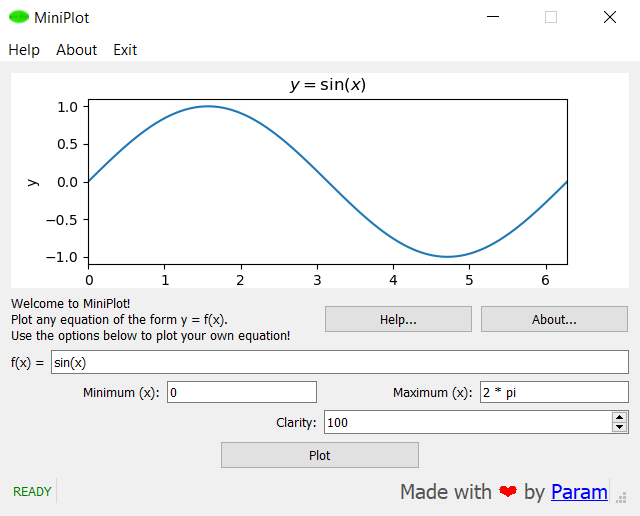 MiniPlot
Help About Exit
y = sin(x)
1.0
0.5
0.0
−0.5
−1.0
y
0 1 2 3 4 5 6
Welcome to MiniPlot!
Plot any equation of the form y = f(x).
Use the options below to plot your own equation!
Help... About...
f(x) = sin(x)
Minimum (x): 0 Maximum (x): 2 * pi
Clarity: 100
Plot
READY Made with ❤ by Param